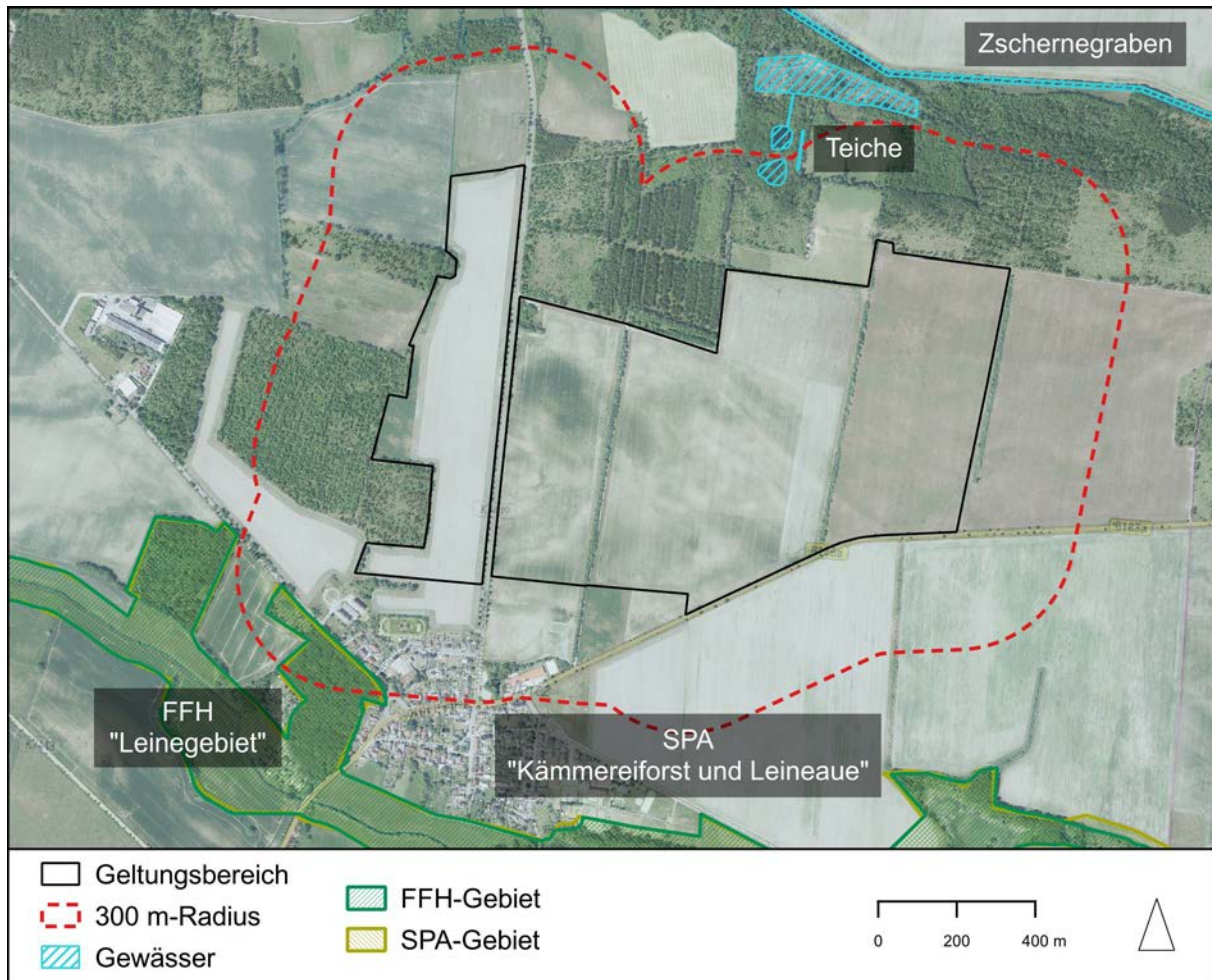 Zschernegraben
Teiche
FFH
"Leinegebiet"
SPA
"Kämmereiforst und Leineaue"
Geltungsbereich
300 m-Radius
Gewässer
FFH-Gebiet
SPA-Gebiet
0 200 400 m